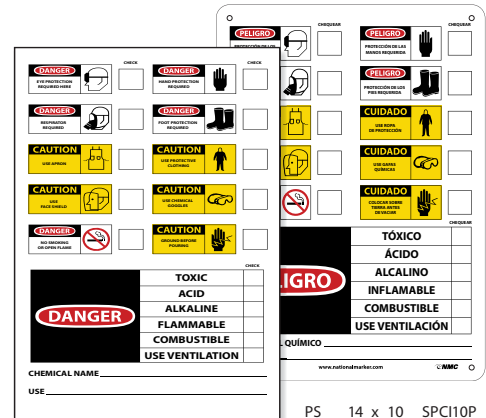 CHECK
CHECK
DANGER
EYE PROTECTION
REQUIRED HERE
DANGER
HAND PROTECTION
REQUIRED
DANGER
RESPIRATOR
REQUIRED
DANGER
FOOT PROTECTION
REQUIRED
CAUTION
USE APRON
CAUTION
USE PROTECTIVE
CLOTHING
CAUTION
USE
FACE SHIELD
CAUTION
USE CHEMICAL
GOGGLES
DANGER
NO SMOKING
OR OPEN FLAME
CAUTION
GROUND BEFORE
POURING
CHECK
DANGER
TOXIC
ACID
ALKALINE
FLAMMABLE
COMBUSTIBLE
USE VENTILATION
CHEMICAL NAME
USE
CHEQUEAR
CHEQUEAR
PELIGRO
PROTECCIÓN DE LOS
PELIGRO
PROTECCIÓN DE LAS
MANOS REQUERIDA
PELIGRO
PROTECCIÓN DE LOS
PIES REQUERIDA
CUIDADO
USE ROPA
DE PROTECCIÓN
CUIDADO
USE GAFAS
QUÍMICAS
CUIDADO
COLOCAR SOBRE
TIERRA ANTES
DE VACIAR
CHEQUEAR
LIGRO
TÓXICO
ÁCIDO
ALCALINO
INFLAMABLE
COMBUSTIBLE
USE VENTILACIÓN
L QUÍMICO
www.nationalmarker.com
NMC
PS 14 x 10 SPCI10P